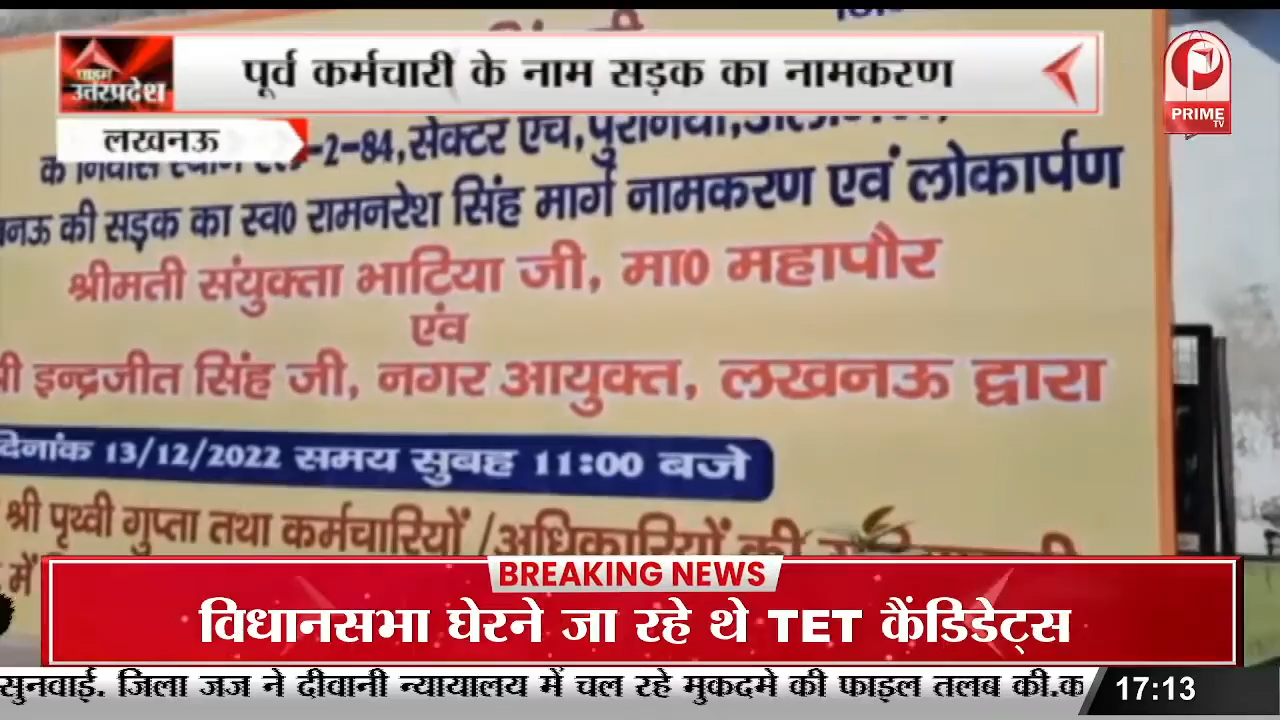 पूर्व कर्मचारी के नाम सड़क का नामकरण
प्राइम
उत्तरप्रदेश
PRIME
TV
लखनऊ
-2-84, सेक्टर एच, पुरानिया,
की सड़क का स्व0 रामनरेश सिंह मार्ग नामकरण एवं लोकार्पण
श्रीमती संयुक्ता भाटिया जी, मा0 महापौर
एंव
इन्द्रजीत सिंह जी, नगर आयुक्त, लखनऊ द्वारा
दिनांक 13/12/2022 समय सुबह 11:00 बजे
श्री पृथ्वी गुप्ता तथा कर्मचारियों /अधिकारियों की
में
BREAKING NEWS
विधानसभा घेरने जा रहे थे TET कैंडिडेट्स
सुनवाई. जिला जज ने दीवानी न्यायालय में चल रहे मुकदमे की फाइल तलब की.क
17:13